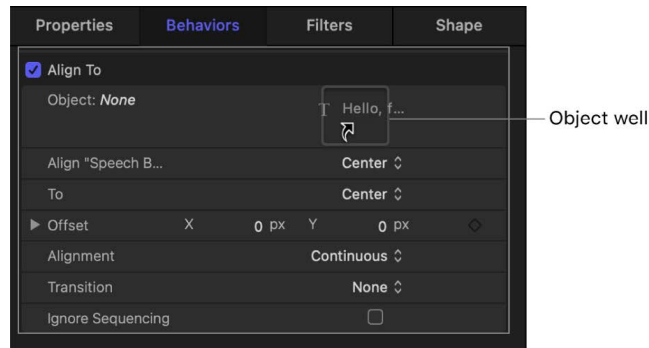 Properties Behaviors Filters Shape
Align To
Object: None
T Hello, f...
Object well
Align "Speech B... Center
To Center
Offset X 0 px Y 0 px
Alignment Continuous
Transition None
Ignore Sequencing